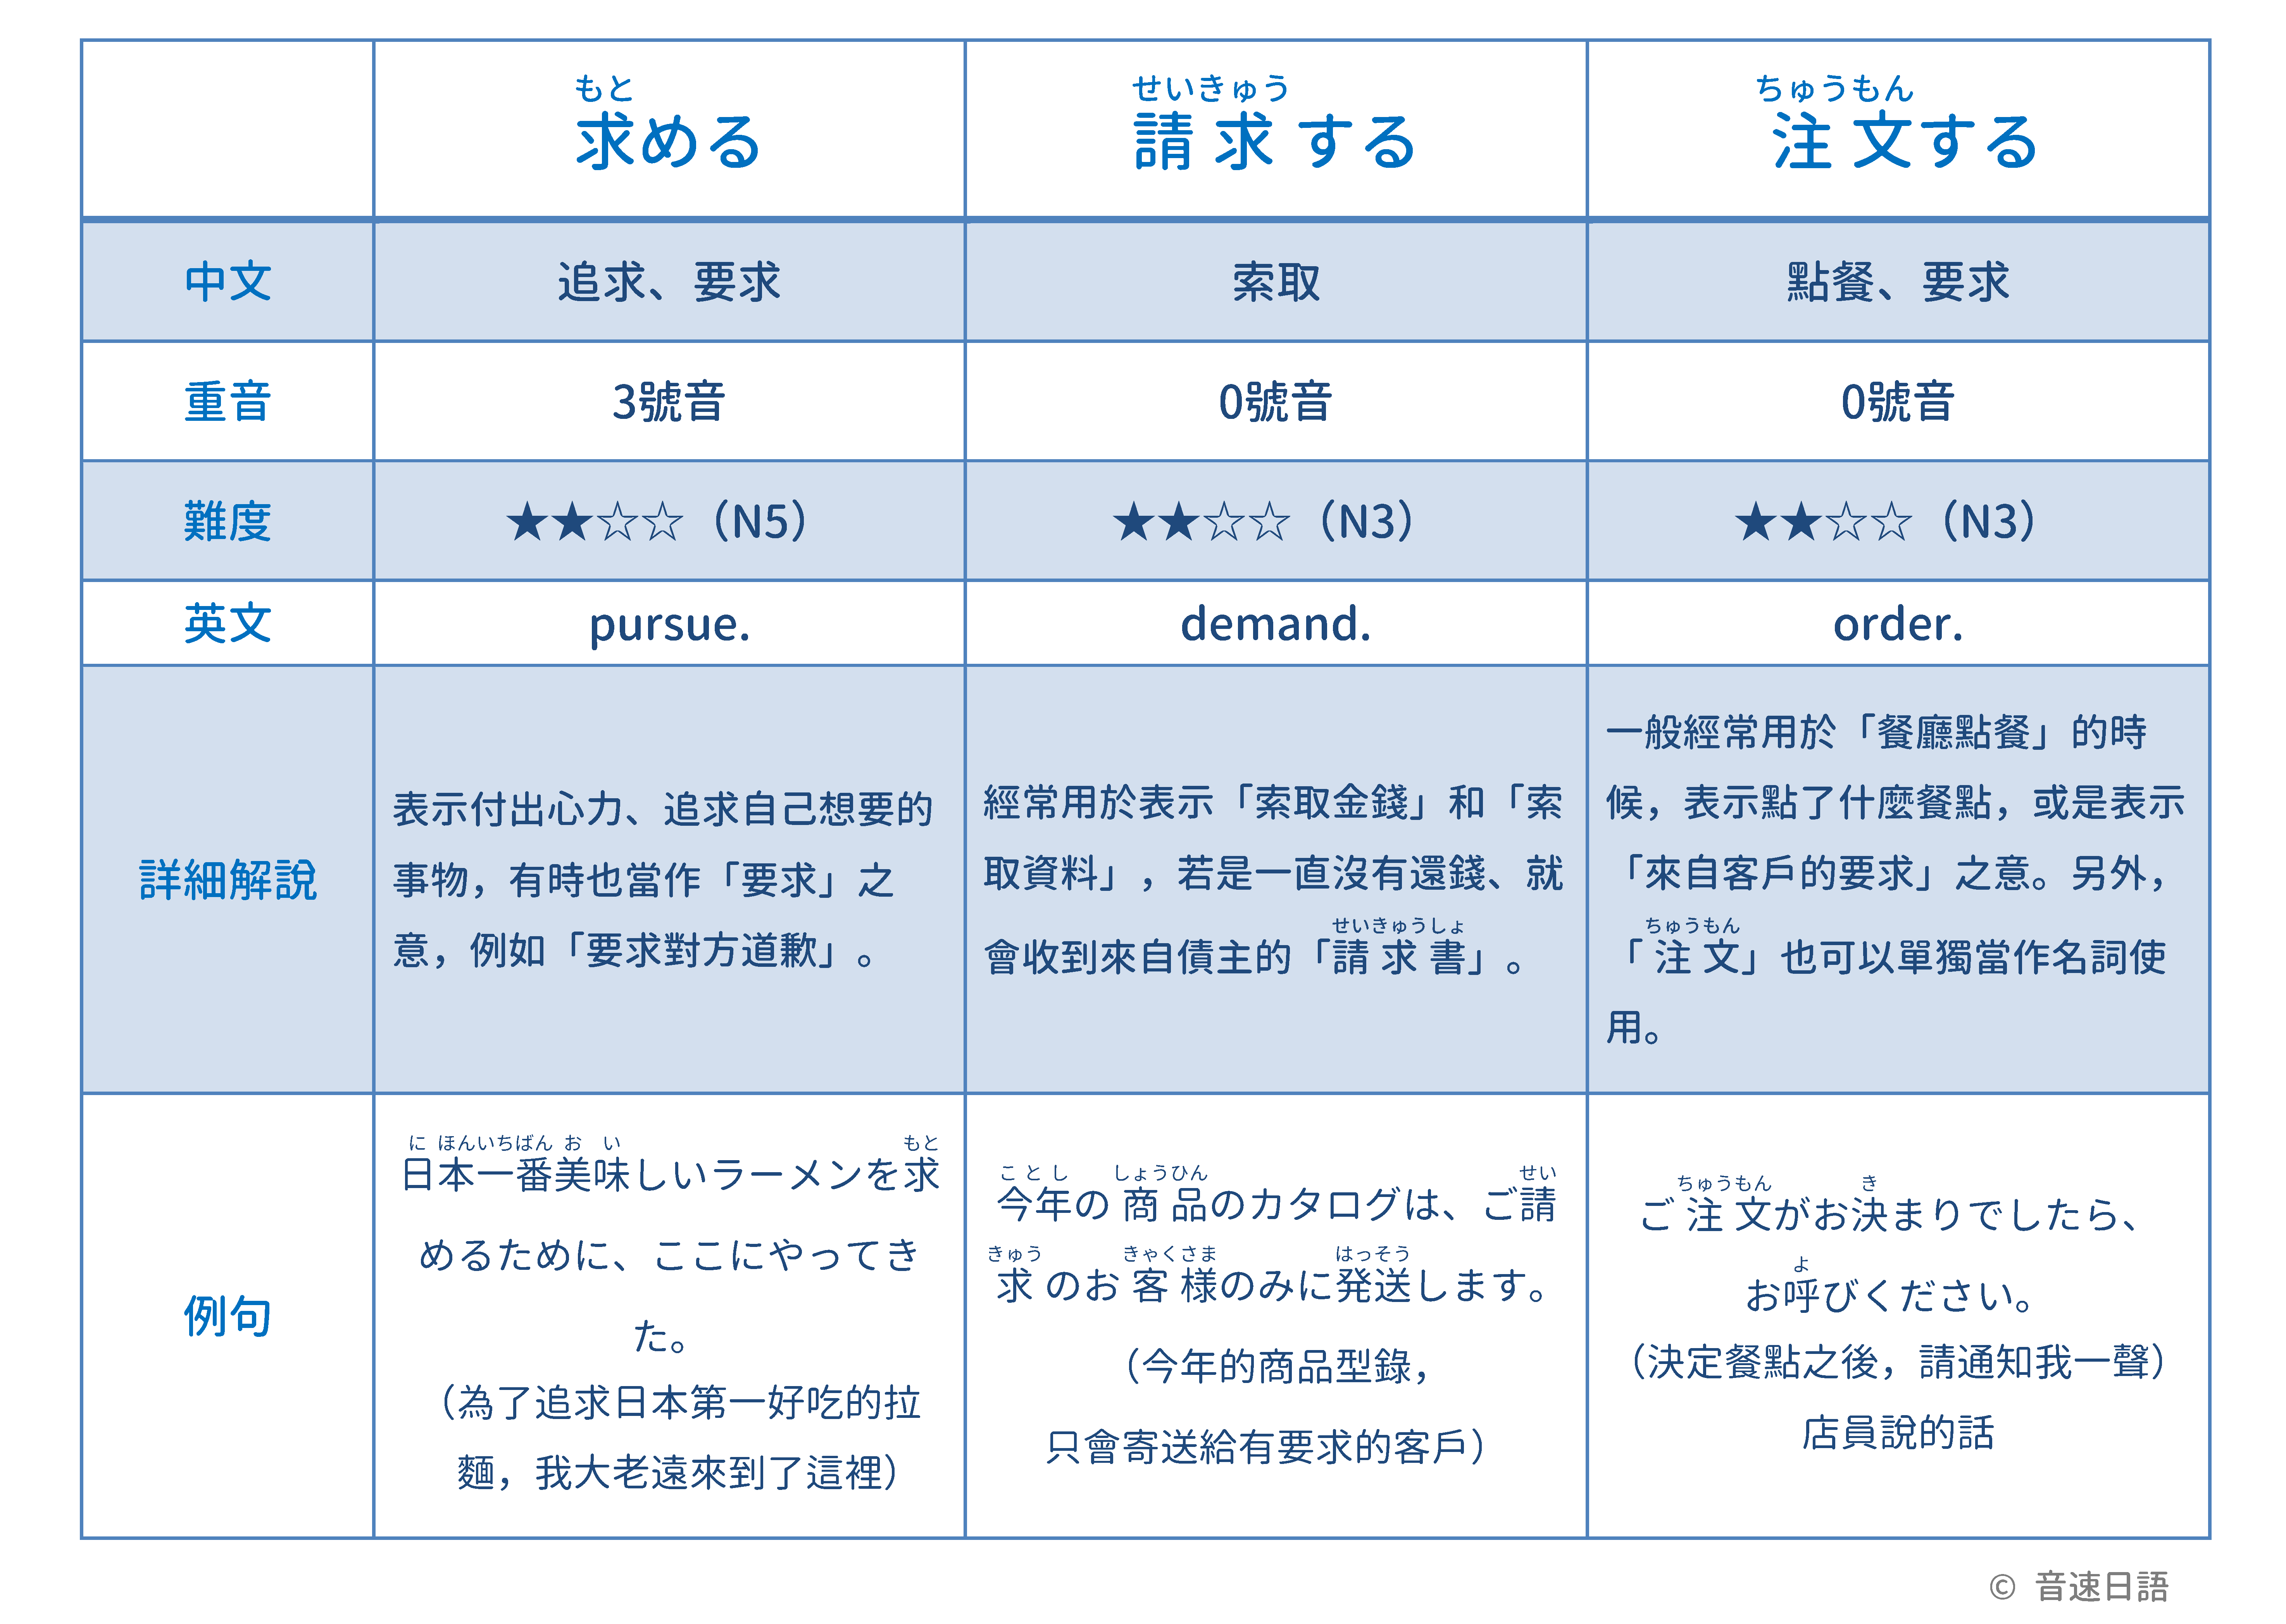 もと
求める
せいきゅう
請求する
ちゅうもん
注文する
中文
追求、要求
索取
點餐、要求
重音
3號音
0號音
0號音
難度
★★☆☆（N5）
★★☆☆（N3）
★★☆☆（N3）
英文
pursue.
demand.
order.
詳細解說
表示付出心力、追求自己想要的
事物，有時也當作「要求」之
意，例如「要求對方道歉」。
經常用於表示「索取金錢」和「索
取資料」，若是一直沒有還錢、就
せいきゅうしょ
會收到來自債主的「請求書」。
一般經常用於「餐廳點餐」的時
候，表示點了什麼餐點，或是表示
「來自客戶的要求」之意。另外，
ちゅうもん
「注文」也可以單獨當作名詞使
用。
例句
に ほんいちばん お い もと
日本一番美味しいラーメンを求
めるために、ここにやってき
た。
（為了追求日本第一好吃的拉
麵，我大老遠來到了這裡）
ことし しょうひん せい
今年の商品のカタログは、ご請
きゅう きゃくさま はっそう
求のお客様のみに発送します。
（今年的商品型錄，
只會寄送給有要求的客戶）
ちゅうもん き
ご注文がお決まりでしたら、
よ
お呼びください。
（決定餐點之後，請通知我一聲）
店員說的話
© 音速日語